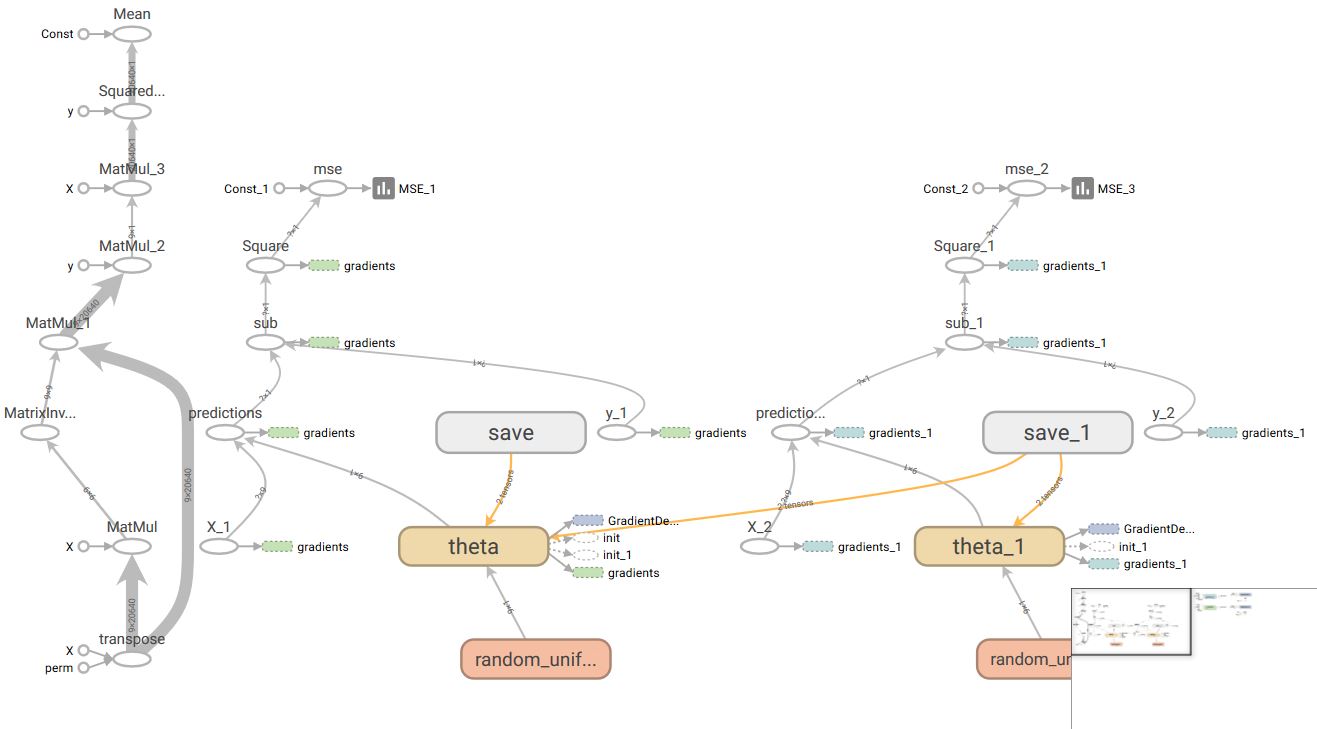 Mean
Const
20640×1
Squared...
y
20640×1
MatMul_3
X
9×1
MatMul_2
y
9×20640
MatMul_1
9×9
MatrixInv...
9×9
9×20640
MatMul
X
9×20640
transpose
X
perm
mse
Const_1
MSE_1
?×1
Square
gradients
?×1
sub
gradients
?×1
?×1
predictions
gradients
save
y_1
gradients
9×1
?×9
2 tensors
X_1
gradients
theta
GradientDe...
init
init_1
gradients
9×1
random_unif...
mse_2
Const_2
MSE_3
?×1
Square_1
gradients_1
?×1
sub_1
gradients_1
?×1
?×1
predictio...
gradients_1
save_1
y_2
gradients_1
9×1
?×9
2 tensors
2 tensors
X_2
gradients_1
theta_1
GradientDe...
init_1
gradients_1
9×1
random_un